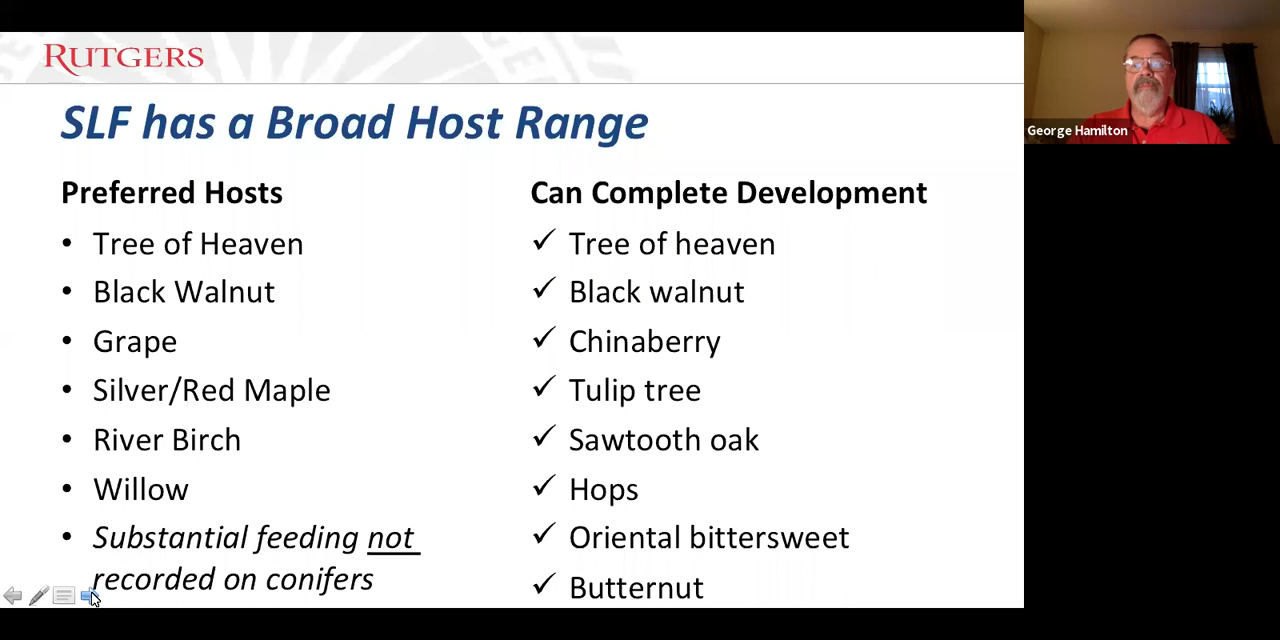 RUTGERS
SLF has a Broad Host Range
Preferred Hosts
• Tree of Heaven
• Black Walnut
• Grape
• Silver/Red Maple
• River Birch
• Willow
• Substantial feeding not
recorded on conifers
Can Complete Development
✓ Tree of heaven
✓ Black walnut
✓ Chinaberry
✓ Tulip tree
✓ Sawtooth oak
✓ Hops
✓ Oriental bittersweet
✓ Butternut
George Hamilton